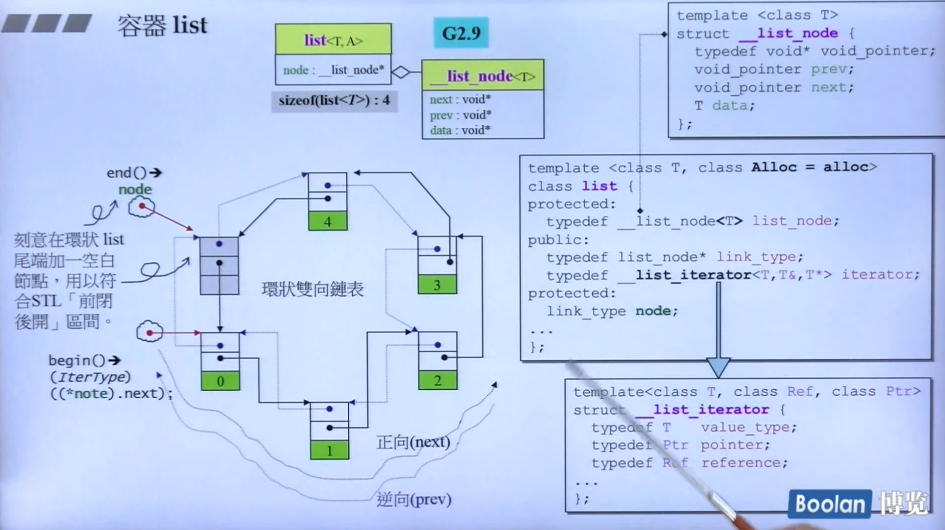 容器 list
list<T, A>
node : __list_node*
sizeof(list<T>) : 4
G2.9
__list_node<T>
next : void*
prev : void*
data : void*
template <class T>
struct __list_node {
typedef void* void_pointer;
void_pointer prev;
void_pointer next;
T data;
};
end()→
node
刻意在環狀 list
尾端加一空白
節點，用以符
合STL「前閉
後開」區間。
begin()→
(IterType)
((*note).next);
4
3
環狀雙向鏈表
0
2
1
正向(next)
逆向(prev)
template <class T, class Alloc = alloc>
class list {
protected:
typedef __list_node<T> list_node;
public:
typedef list_node* link_type;
typedef __list_iterator<T,T&,T*> iterator;
protected:
link_type node;
...
};
template<class T, class Ref, class Ptr>
struct __list_iterator {
typedef T value_type;
typedef Ptr pointer;
typedef Ref reference;
...
};
Boolan 博览